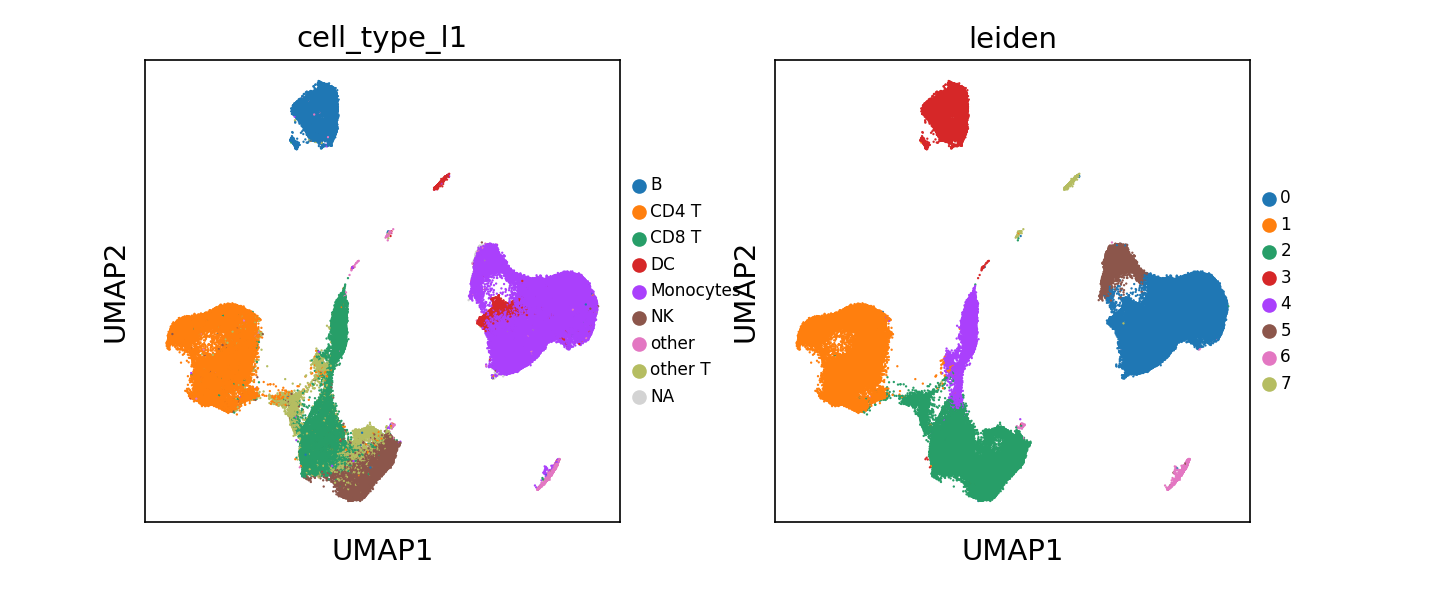 cell_type_l1
UMAP2
UMAP1
B
CD4 T
CD8 T
DC
Monocytes
NK
other
other T
NA
leiden
UMAP2
UMAP1
0
1
2
3
4
5
6
7